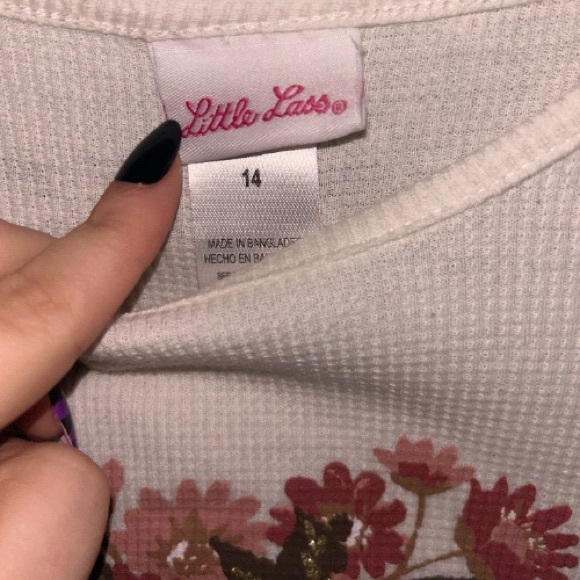 Little Lass®
14
MADE IN
HECHO EN